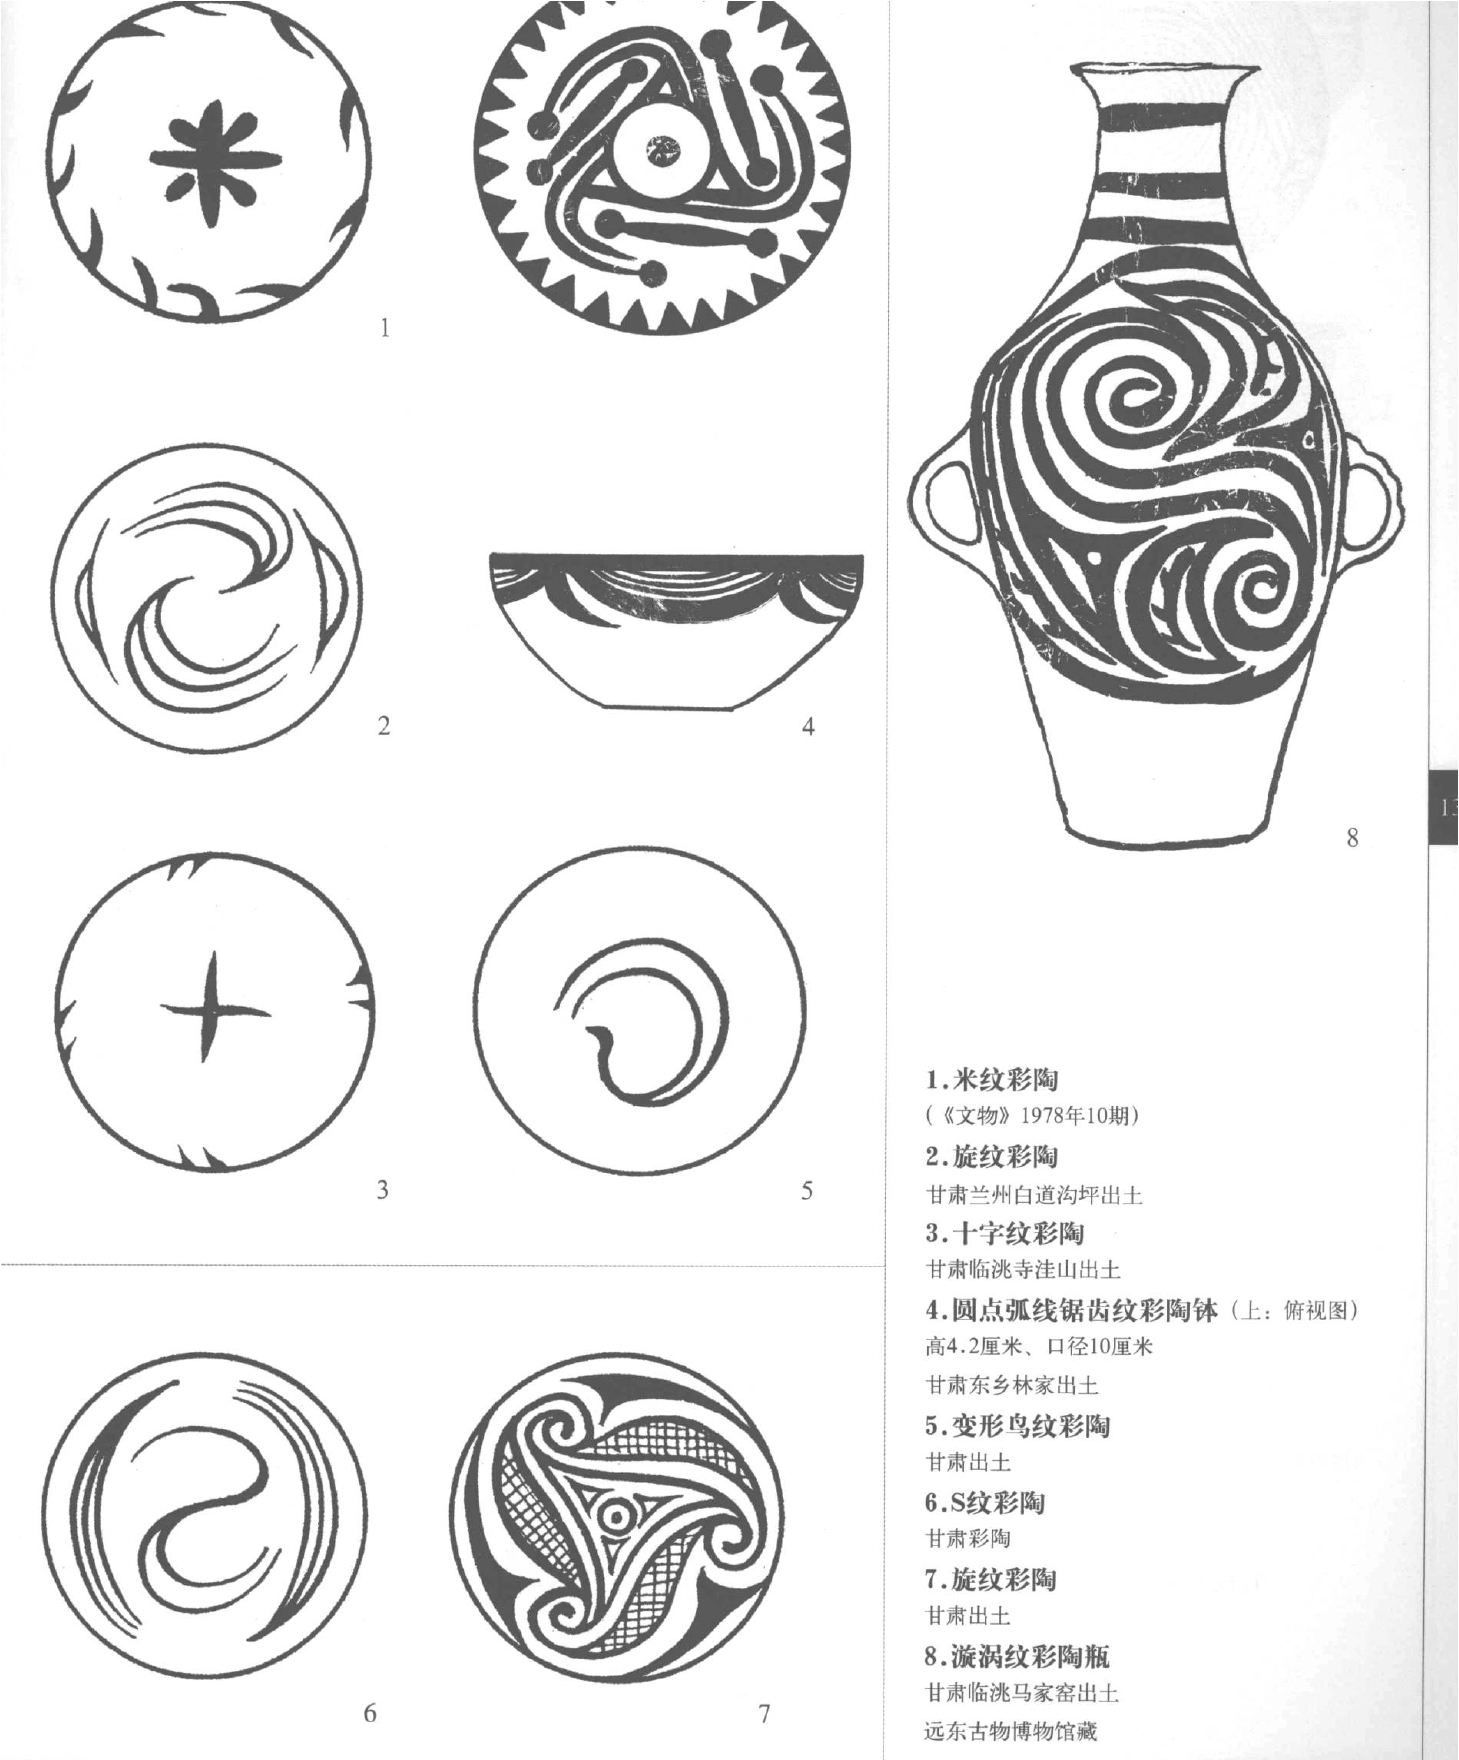 1
2
4
3
5
6
7
8
1.米纹彩陶
(《文物》1978年10期)
2.旋纹彩陶
甘肃兰州白道沟坪出土
3.十字纹彩陶
甘肃临洮寺洼山出土
4.圆点弧线锯齿纹彩陶钵(上: 俯视图)
高4.2厘米、口径10厘米
甘肃东乡林家出土
5.变形鸟纹彩陶
甘肃出土
6.S纹彩陶
甘肃彩陶
7.旋纹彩陶
甘肃出土
8.漩涡纹彩陶瓶
甘肃临洮马家窑出土
远东古物博物馆藏